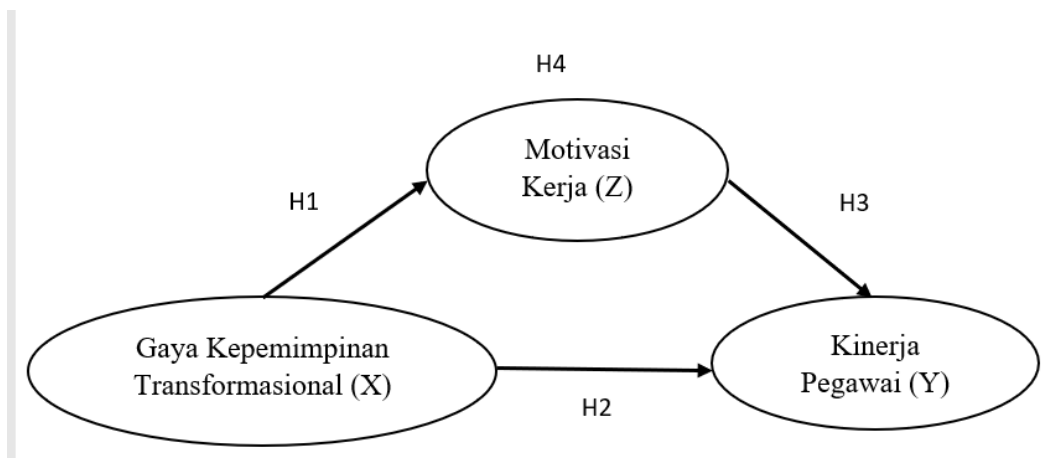 H4
Motivasi
Kerja (Z)
H1
H3
Gaya Kepemimpinan
Transformasional (X)
Kinerja
Pegawai (Y)
H2